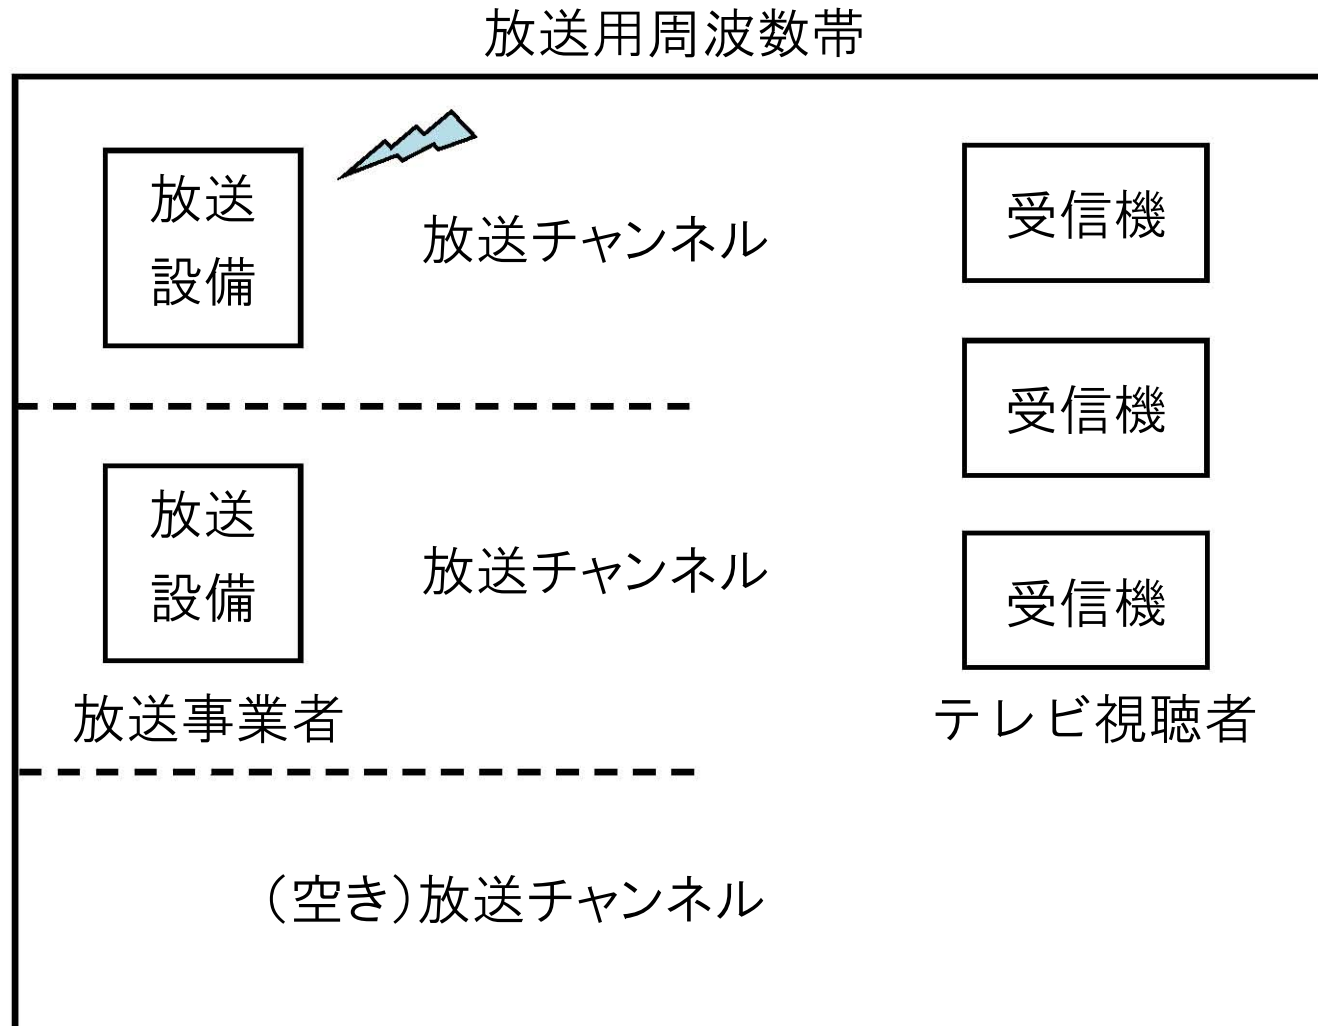 放送用周波数帯
放送
設備
放送チャンネル
受信機
受信機
放送
設備
放送チャンネル
受信機
放送事業者
テレビ視聴者
（空き）放送チャンネル